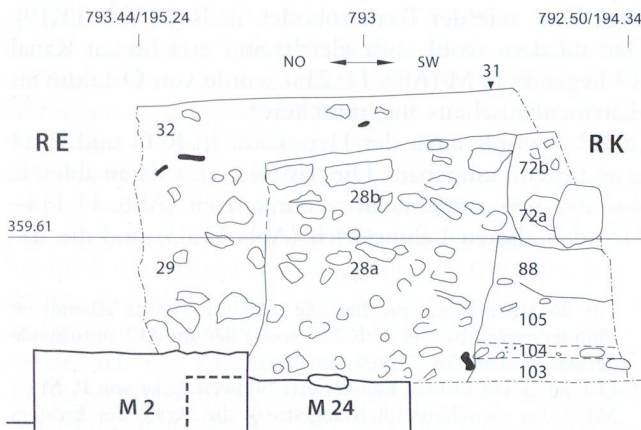 793.44/195.24 793 792.50/194.34
NO SW
31
32
RE RK
72b
28b
72a
359.61
29 28a 88
105
104
103
M 2 M 24